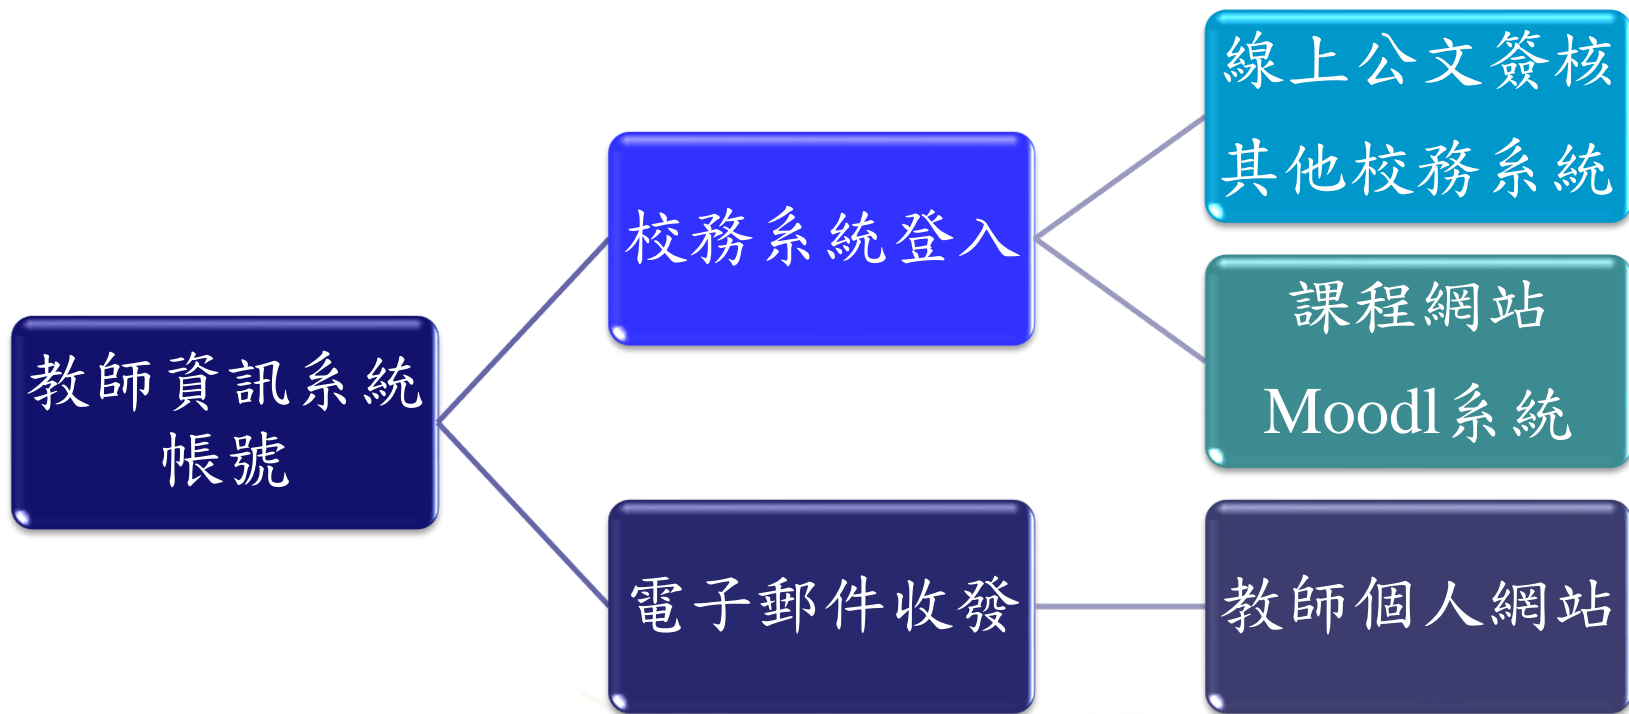 教師資訊系統
帳號
校務系統登入
線上公文簽核
其他校務系統
課程網站
Moodl系統
電子郵件收發
教師個人網站